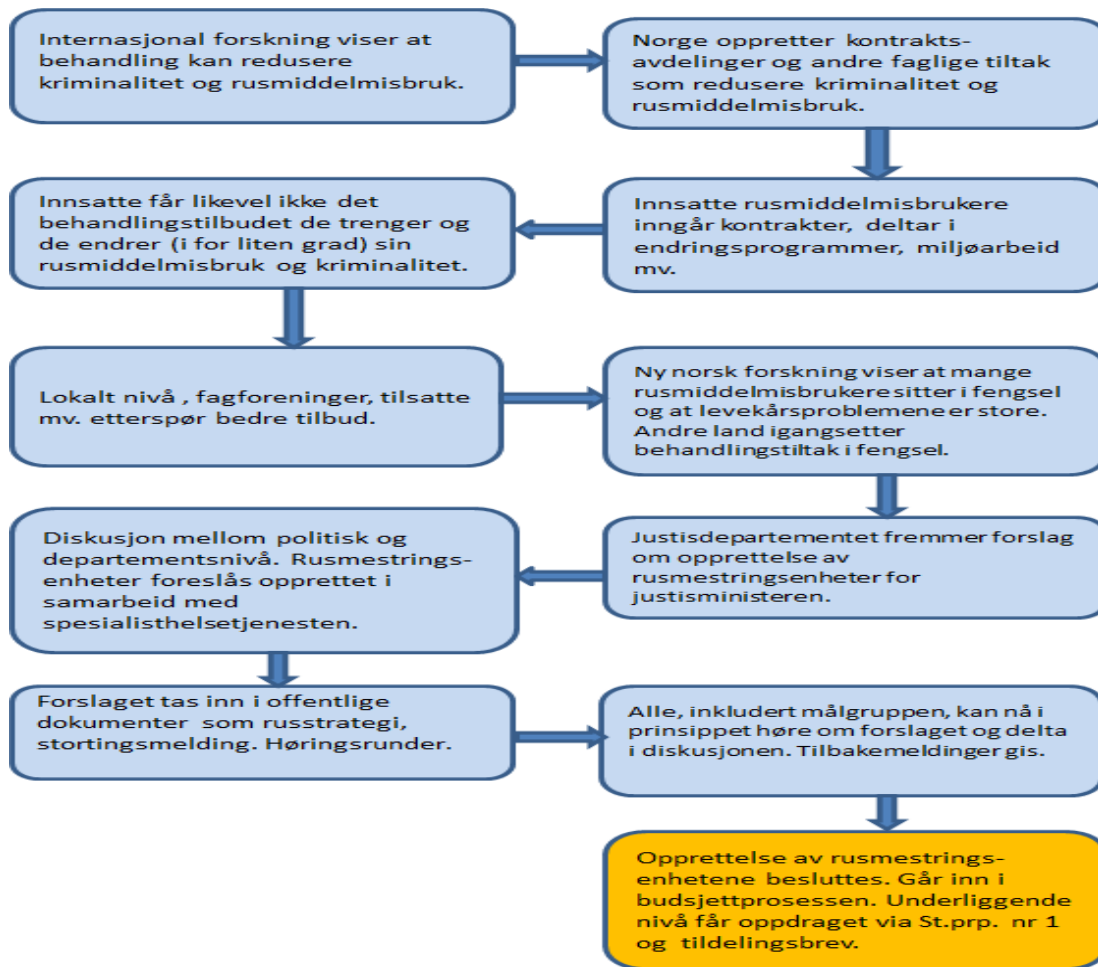 Internasjonal forskning viser at
behandling kan redusere
kriminalitet og rusmiddelmisbruk.
Norge oppretter kontrakts-
avdelinger og andre faglige tiltak
som redusere kriminalitet og
rusmiddelmisbruk.
Innsatte rusmiddelmisbrukere
inngår kontrakter, deltar i
endringsprogrammer, miljøarbeid
mv.
Innsatte får likevel ikke det
behandlingstilbudet de trenger og
de endrer (i for liten grad) sin
rusmiddelmisbruk og kriminalitet.
Lokalt nivå , fagforeninger, tilsatte
mv. etterspør bedre tilbud.
Ny norsk forskning viser at mange
rusmiddelmisbrukere sitter i fengsel
og at levekårsproblemene er store.
Andre land igangsetter
behandlingstiltak i fengsel.
Justisdepartementet fremmer forslag
om opprettelse av
rusmestringsenheter for
justisministeren.
Diskusjon mellom politisk og
departementsnivå. Rusmestrings-
enheter foreslås opprettet i
samarbeid med
spesialisthelsetjenesten.
Forslaget tas inn i offentlige
dokumenter som russtrategi,
stortingsmelding. Høringsrunder.
Alle, inkludert målgruppen, kan nå i
prinsippet høre om forslaget og delta
i diskusjonen. Tilbakemeldinger gis.
Opprettelse av rusmestrings-
enhetene besluttes. Går inn i
budsjettprosessen. Underliggende
nivå får oppdraget via St.prp. nr 1
og tildelingsbrev.